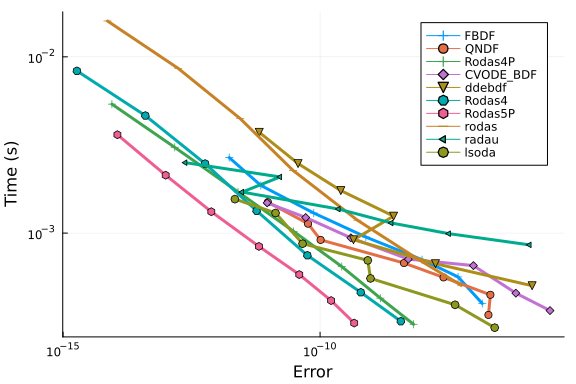 10⁻²
FBDF
QNDF
Rodas4P
CVODE_BDF
ddebdf
Rodas4
Rodas5P
rodas
radau
lsoda
Time (s)
10⁻³
10⁻¹⁵
10⁻¹⁰
Error